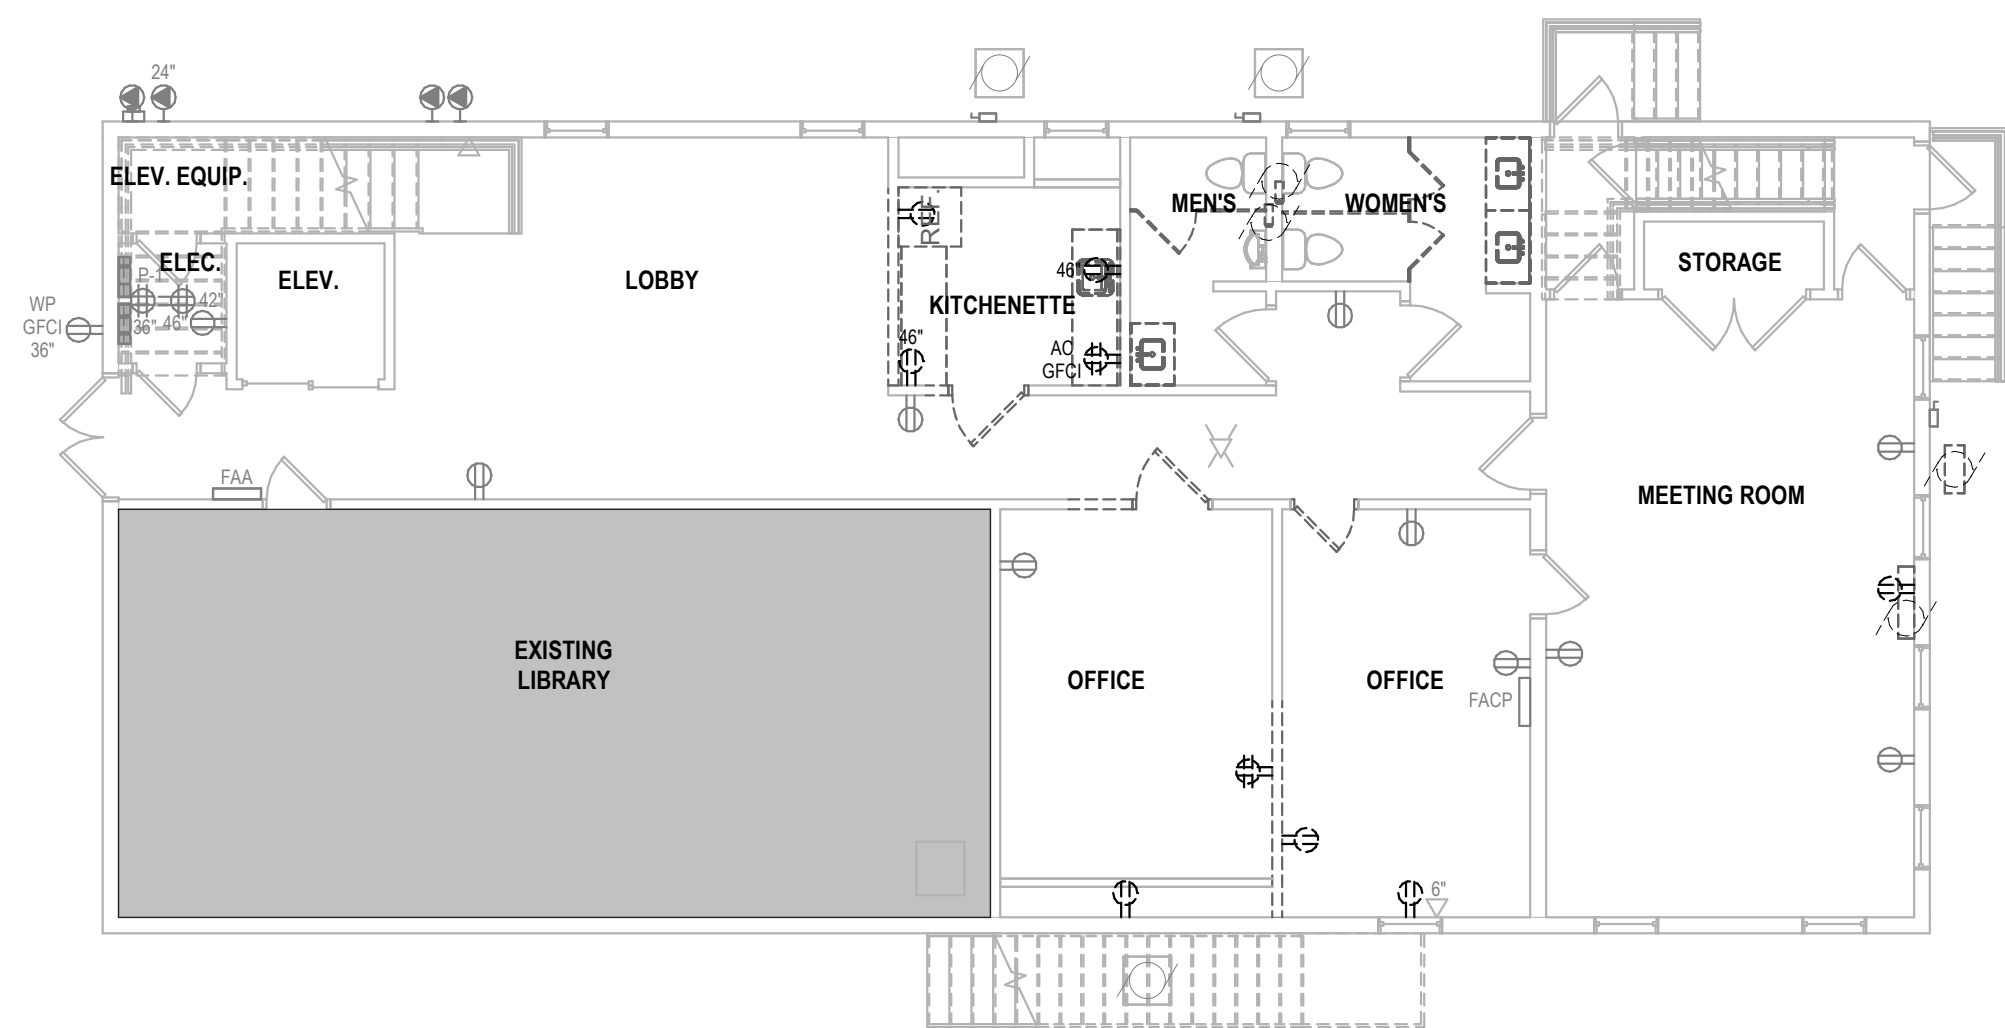 24"
ELEV. EQUIP.
MEN'S
WOMEN'S
REF.
ELEC.
P-1
ELEV.
LOBBY
46"
STORAGE
42"
36"
46"
WP
GFCI
36"
KITCHENETTE
46"
AC
GFCI
FAA
MEETING ROOM
EXISTING
LIBRARY
OFFICE
OFFICE
FACP
6"